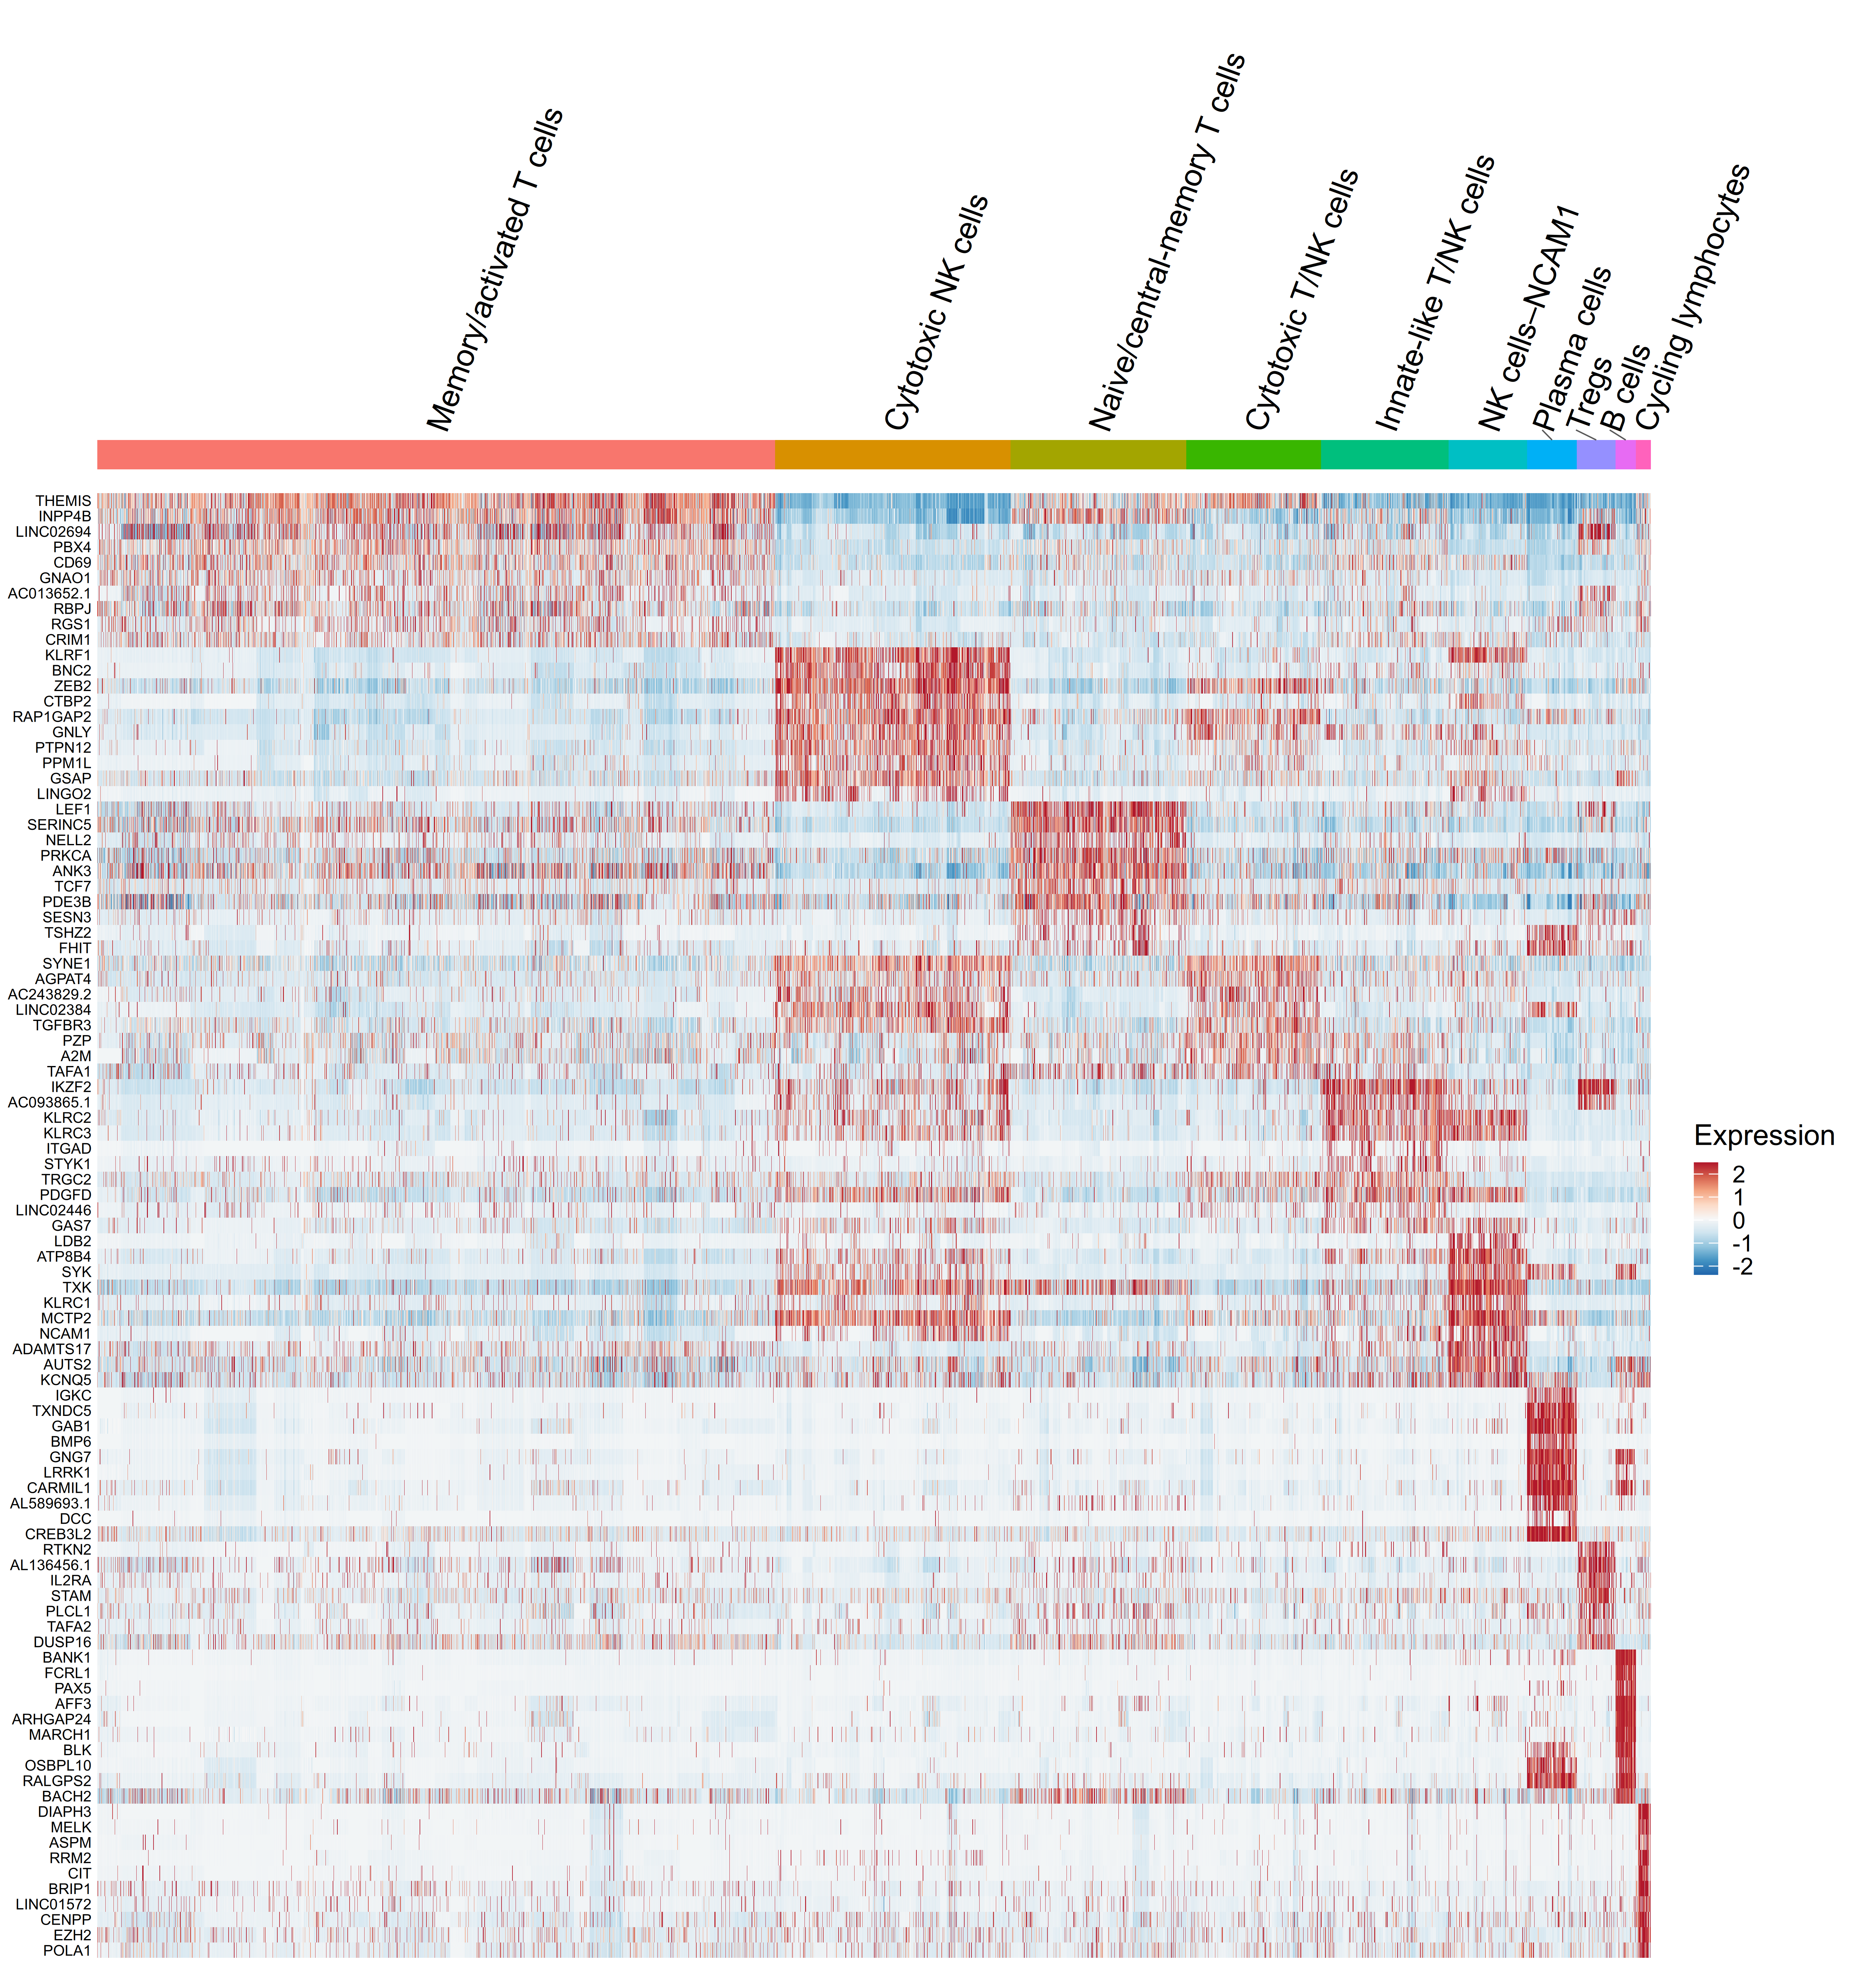 Memory/activated T cells
Cytotoxic NK cells
Naive/central-memory T cells
Cytotoxic T/NK cells
Innate-like T/NK cells
NK cells–NCAM1
Plasma cells
Tregs
B cells
Cycling lymphocytes
THEMIS
INPP4B
LINC02694
PBX4
CD69
GNAO1
AC013652.1
RBPJ
RGS1
CRIM1
KLRF1
BNC2
ZEB2
CTBP2
RAP1GAP2
GNLY
PTPN12
PPM1L
GSAP
LINGO2
LEF1
SERINC5
NELL2
PRKCA
ANK3
TCF7
PDE3B
SESN3
TSHZ2
FHIT
SYNE1
AGPAT4
AC243829.2
LINC02384
TGFBR3
PZP
A2M
TAFA1
IKZF2
AC093865.1
KLRC2
KLRC3
ITGAD
STYK1
TRGC2
PDGFD
LINC02446
GAS7
LDB2
ATP8B4
SYK
TXK
KLRC1
MCTP2
NCAM1
ADAMTS17
AUTS2
KCNQ5
IGKC
TXNDC5
GAB1
BMP6
GNG7
LRRK1
CARMIL1
AL589693.1
DCC
CREB3L2
RTKN2
AL136456.1
IL2RA
STAM
PLCL1
TAFA2
DUSP16
BANK1
FCRL1
PAX5
AFF3
ARHGAP24
MARCH1
BLK
OSBPL10
RALGPS2
BACH2
DIAPH3
MELK
ASPM
RRM2
CIT
BRIP1
LINC01572
CENPP
EZH2
POLA1
Expression
2
1
0
-1
-2